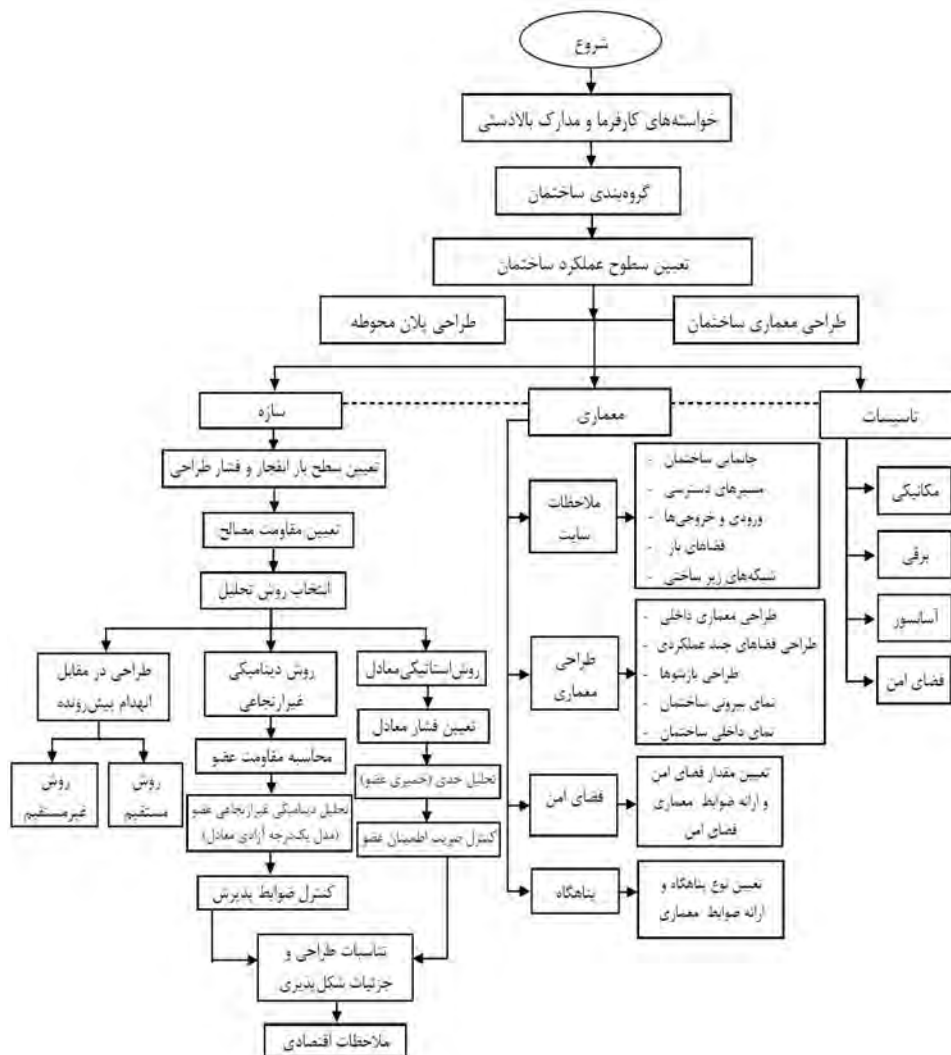 شروع
خواسته‌های کارفرما و مدارک بالادستی
گروه‌بندی ساختمان
تعیین سطوح عملکرد ساختمان
طراحی معماری ساختمان
طراحی پلان محوطه
تاسیسات
معماری
سازه
مکانیکی
برقی
آسانسور
فضای امن
ملاحظات
سایت
- جانمایی ساختمان
- مسیرهای دسترسی
- ورودی و خروجی‌ها
- فضاهای باز
- شبکه‌های زیر ساختی
طراحی
معماری
- طراحی معماری داخلی
- طراحی فضاهای چند عملکردی
- طراحی بازشوها
- نمای بیرونی ساختمان
- نمای داخلی ساختمان
فضای امن
تعیین مقدار فضای امن
و ارائه ضوابط معماری
فضای امن
پناهگاه
تعیین نوع پناهگاه و
ارائه ضوابط معماری
تعیین سطح بار انفجار و فشار طراحی
تعیین مقاومت مصالح
انتخاب روش تحلیل
روش استاتیکی معادل
تعیین فشار معادل
تحلیل حدی (خمیری عضو)
کنترل ضریب اطمینان عضو
روش دینامیکی
غیرارتجاعی
محاسبه مقاومت عضو
تحلیل دینامیکی غیرارتجاعی عضو
(مدل یک‌درجه آزادی معادل)
کنترل ضوابط پذیرش
طراحی در مقابل
انهدام پیش‌رونده
روش
مستقیم
روش
غیرمستقیم
تناسبات طراحی و
جزئیات شکل‌پذیری
ملاحظات اقتصادی